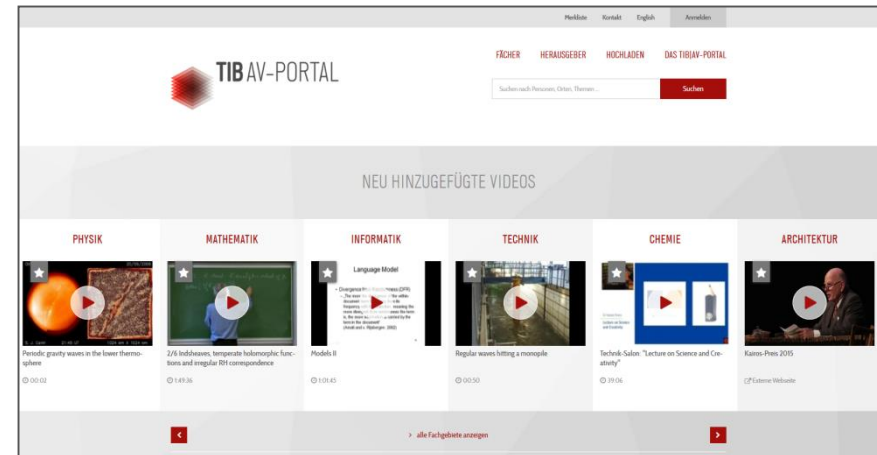 Merkliste Kontakt English Anmelden
FÄCHER HERAUSGEBER HOCHLADEN DAS TIB|AV-PORTAL
TIB AV-PORTAL
Suchen nach Personen, Orten, Themen... Suchen
NEU HINZUGEFÜGTE VIDEOS
PHYSIK MATHEMATIK INFORMATIK TECHNIK CHEMIE ARCHITEKTUR
Language Model
Periodic gravity waves in the lower thermo-
sphere
00:02
2/6 Indsheaves, temperate holomorphic func-
tions and irregular RH correspondence
1:49:36
Models II
1:01:45
Regular waves hitting a monopile
00:50
Technik-Salon: "Lecture on Science and Cre-
ativity"
39:06
Kairos-Preis 2015
Externe Webseite
> alle Fachgebiete anzeigen